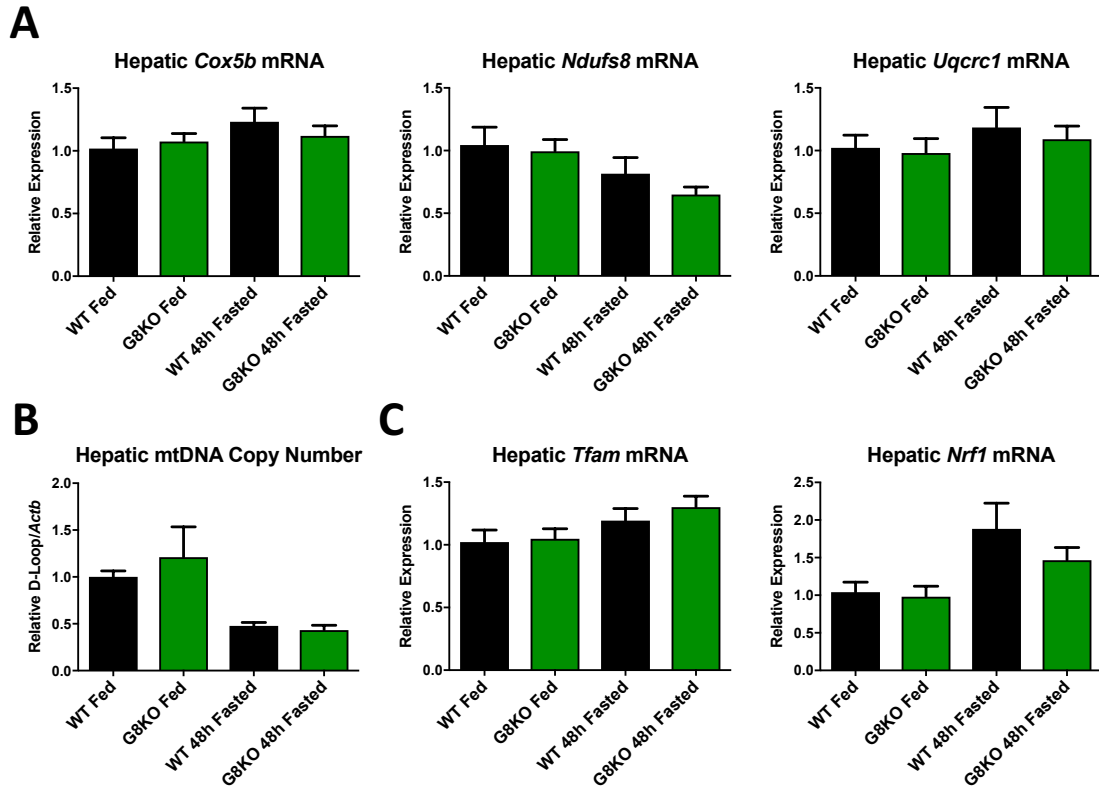 A
Hepatic Cox5b mRNA
Relative Expression
1.5
1.0
0.5
0.0
WT Fed
G8KO Fed
WT 48h Fasted
G8KO 48h Fasted
Hepatic Ndufs8 mRNA
Relative Expression
1.5
1.0
0.5
0.0
WT Fed
G8KO Fed
WT 48h Fasted
G8KO 48h Fasted
Hepatic Uqcrc1 mRNA
Relative Expression
1.5
1.0
0.5
0.0
WT Fed
G8KO Fed
WT 48h Fasted
G8KO 48h Fasted
B
Hepatic mtDNA Copy Number
Relative D-Loop/Actb
2.0
1.5
1.0
0.5
0.0
WT Fed
G8KO Fed
WT 48h Fasted
G8KO 48h Fasted
C
Hepatic Tfam mRNA
Relative Expression
1.5
1.0
0.5
0.0
WT Fed
G8KO Fed
WT 48h Fasted
G8KO 48h Fasted
Hepatic Nrf1 mRNA
Relative Expression
2.5
2.0
1.5
1.0
0.5
0.0
WT Fed
G8KO Fed
WT 48h Fasted
G8KO 48h Fasted